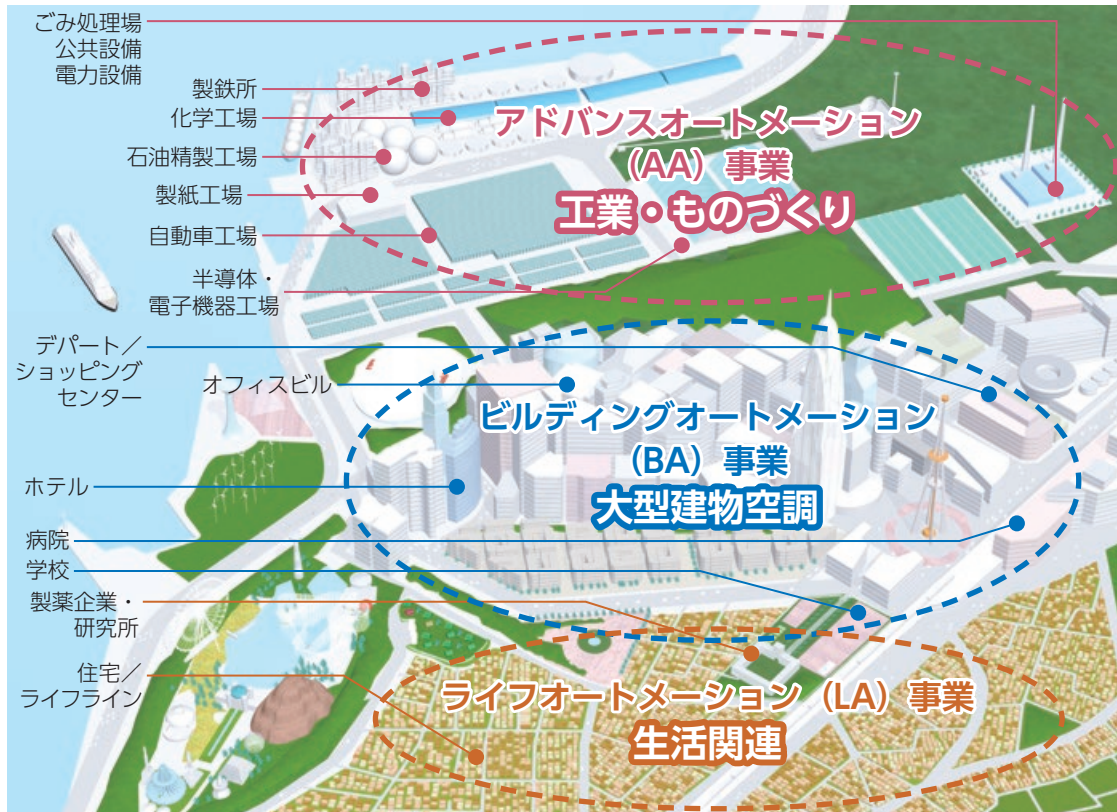 ごみ処理場
公共設備
電力設備
製鉄所
化学工場
石油精製工場
製紙工場
自動車工場
半導体・
電子機器工場
アドバンスオートメーション
（AA）事業
工業・ものづくり
デパート／
ショッピング
センター
オフィスビル
ホテル
病院
学校
ビルディングオートメーション
（BA）事業
大型建物空調
製薬企業・
研究所
住宅／
ライフライン
ライフオートメーション（LA）事業
生活関連